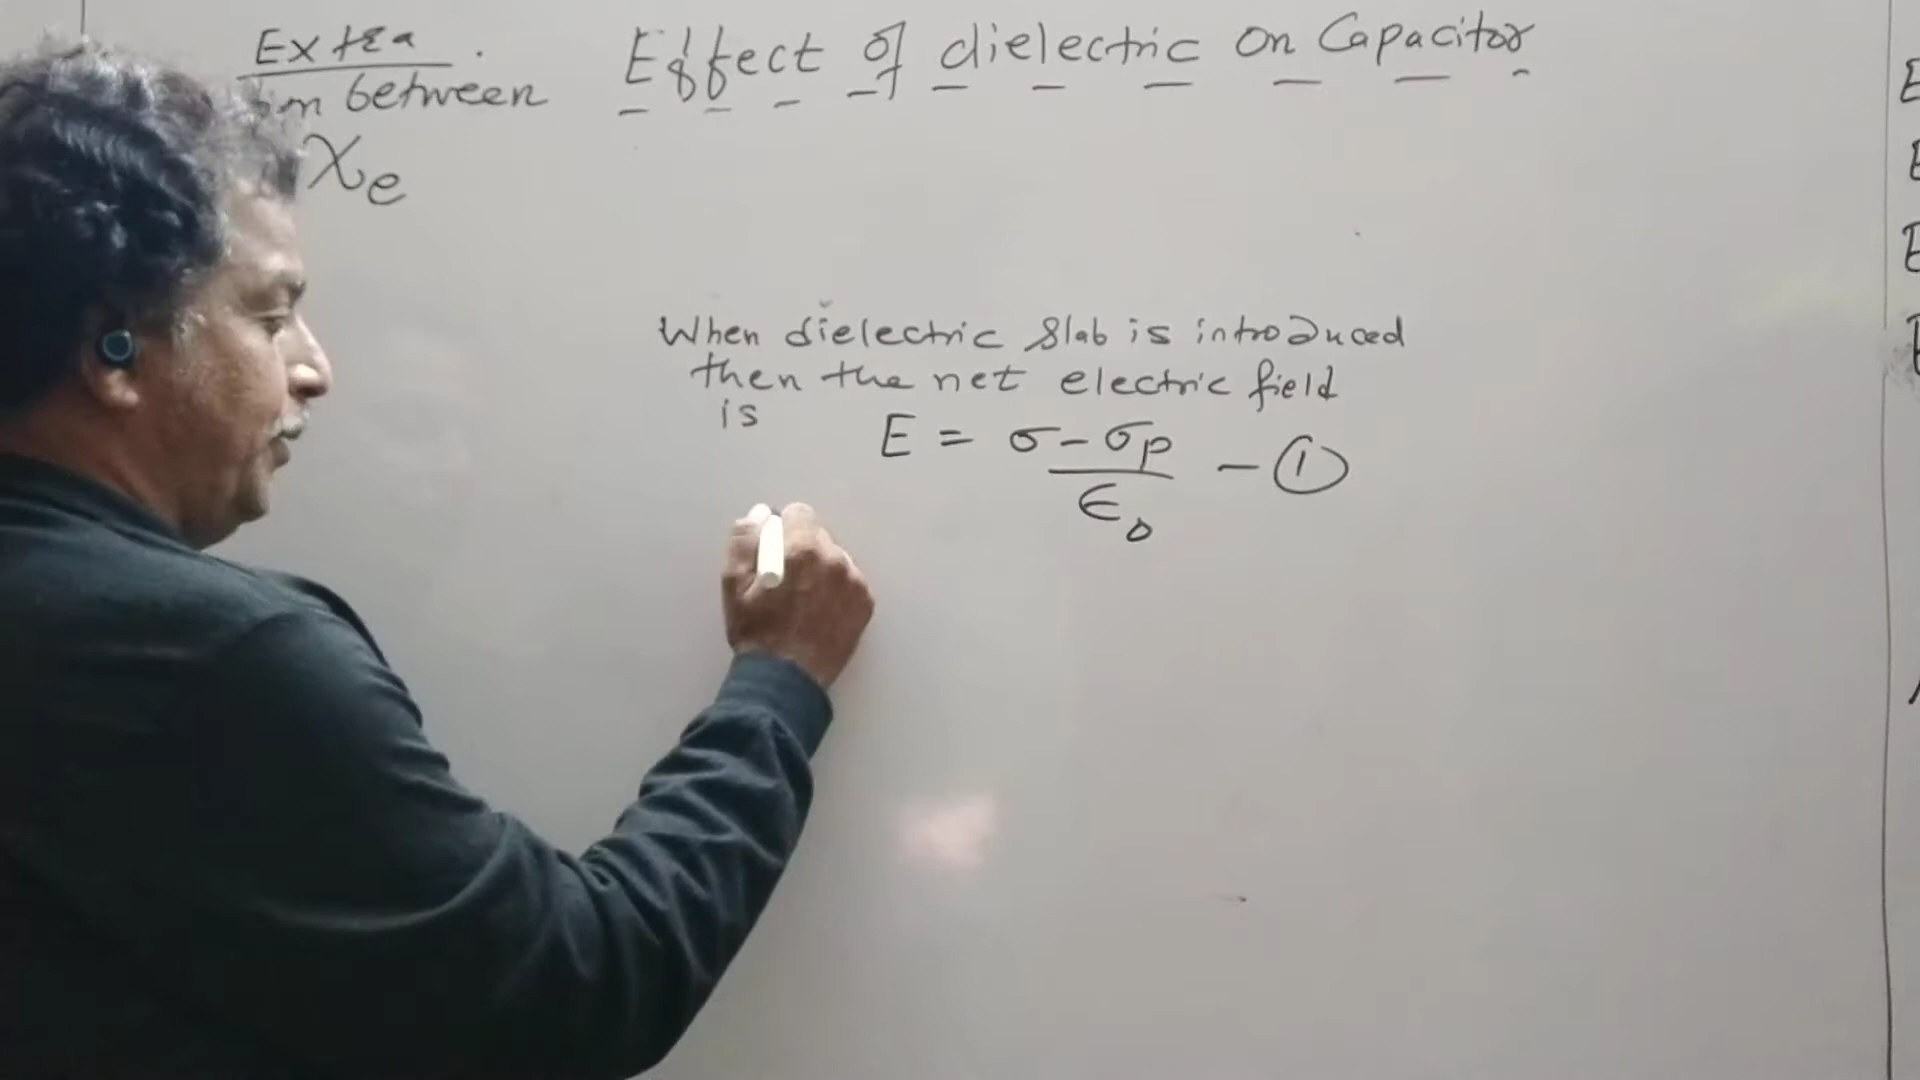 Extra
between
χe
Effect of dielectric on Capacitor
When dielectric slab is introduced
then the net electric field
is
E = σ - σp / ε0 - ①
E
E
E
E